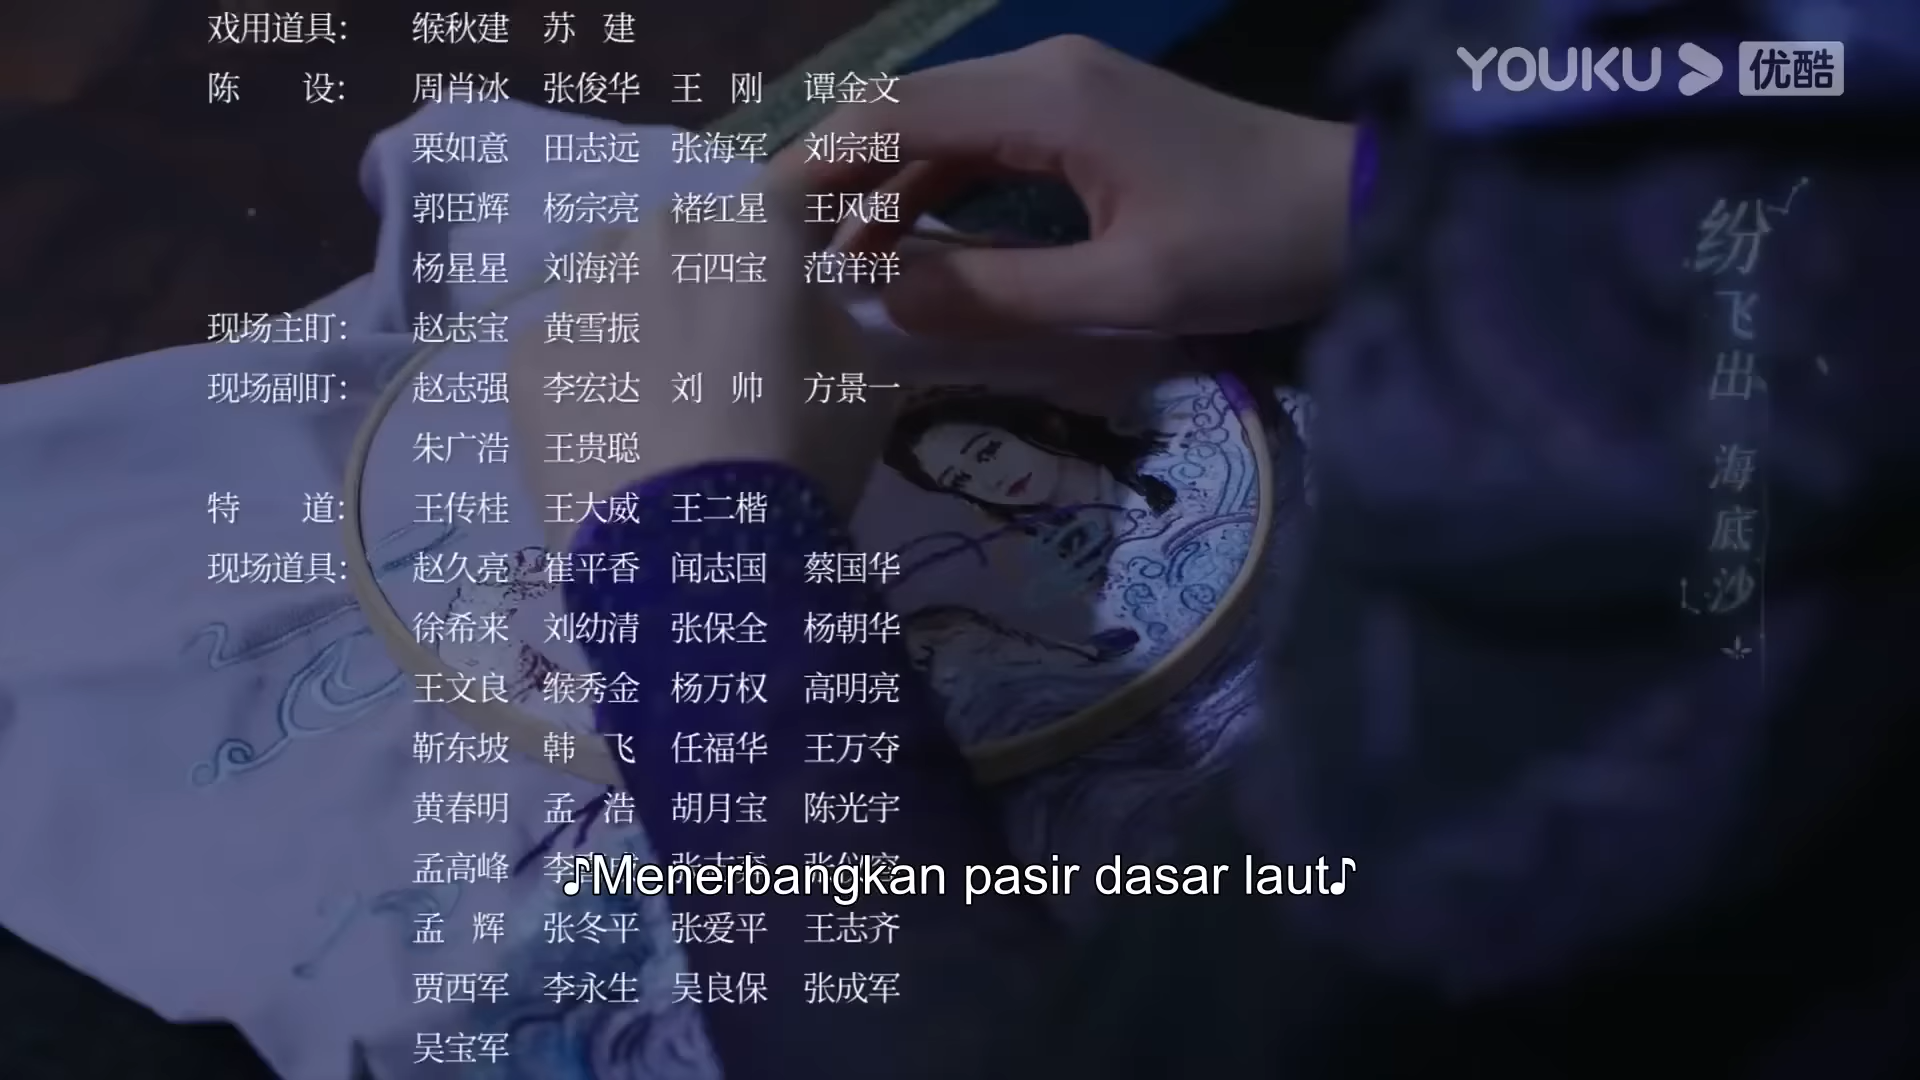 戏用道具： 缑秋建 苏 建
陈 设： 周肖冰 张俊华 王 刚 谭金文
栗如意 田志远 张海军 刘宗超
郭臣辉 杨宗亮 褚红星 王风超
杨星星 刘海洋 石四宝 范洋洋
现场主盯： 赵志宝 黄雪振
现场副盯： 赵志强 李宏达 刘 帅 方景一
朱广浩 王贵聪
特 道： 王传桂 王大威 王二楷
现场道具： 赵久亮 崔平香 闻志国 蔡国华
徐希来 刘幼清 张保全 杨朝华
王文良 缑秀金 杨万权 高明亮
靳东坡 韩 飞 任福华 王万夺
黄春明 孟 浩 胡月宝 陈光宇
孟高峰
孟 辉 张冬平 张爱平 王志齐
贾西军 李永生 吴良保 张成军
吴宝军
♪Menerbangkan pasir dasar laut♪
YOUKU 优酷
纷飞出 海底沙